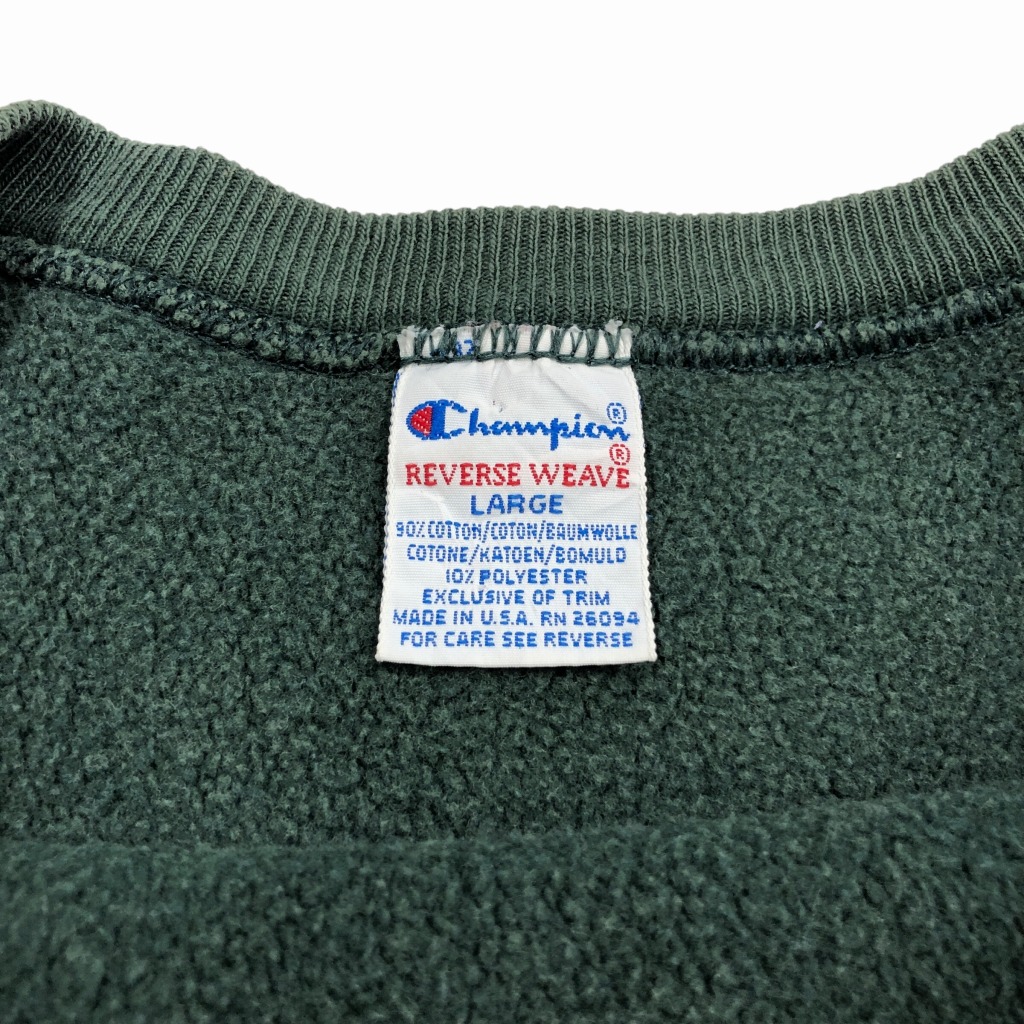 Champion®
REVERSE WEAVE®
LARGE
90% COTTON/COTON/BAUMWOLLE
COTONE/KATOEN/BOMULD
10% POLYESTER
EXCLUSIVE OF TRIM
MADE IN U.S.A. RN 26094
FOR CARE SEE REVERSE